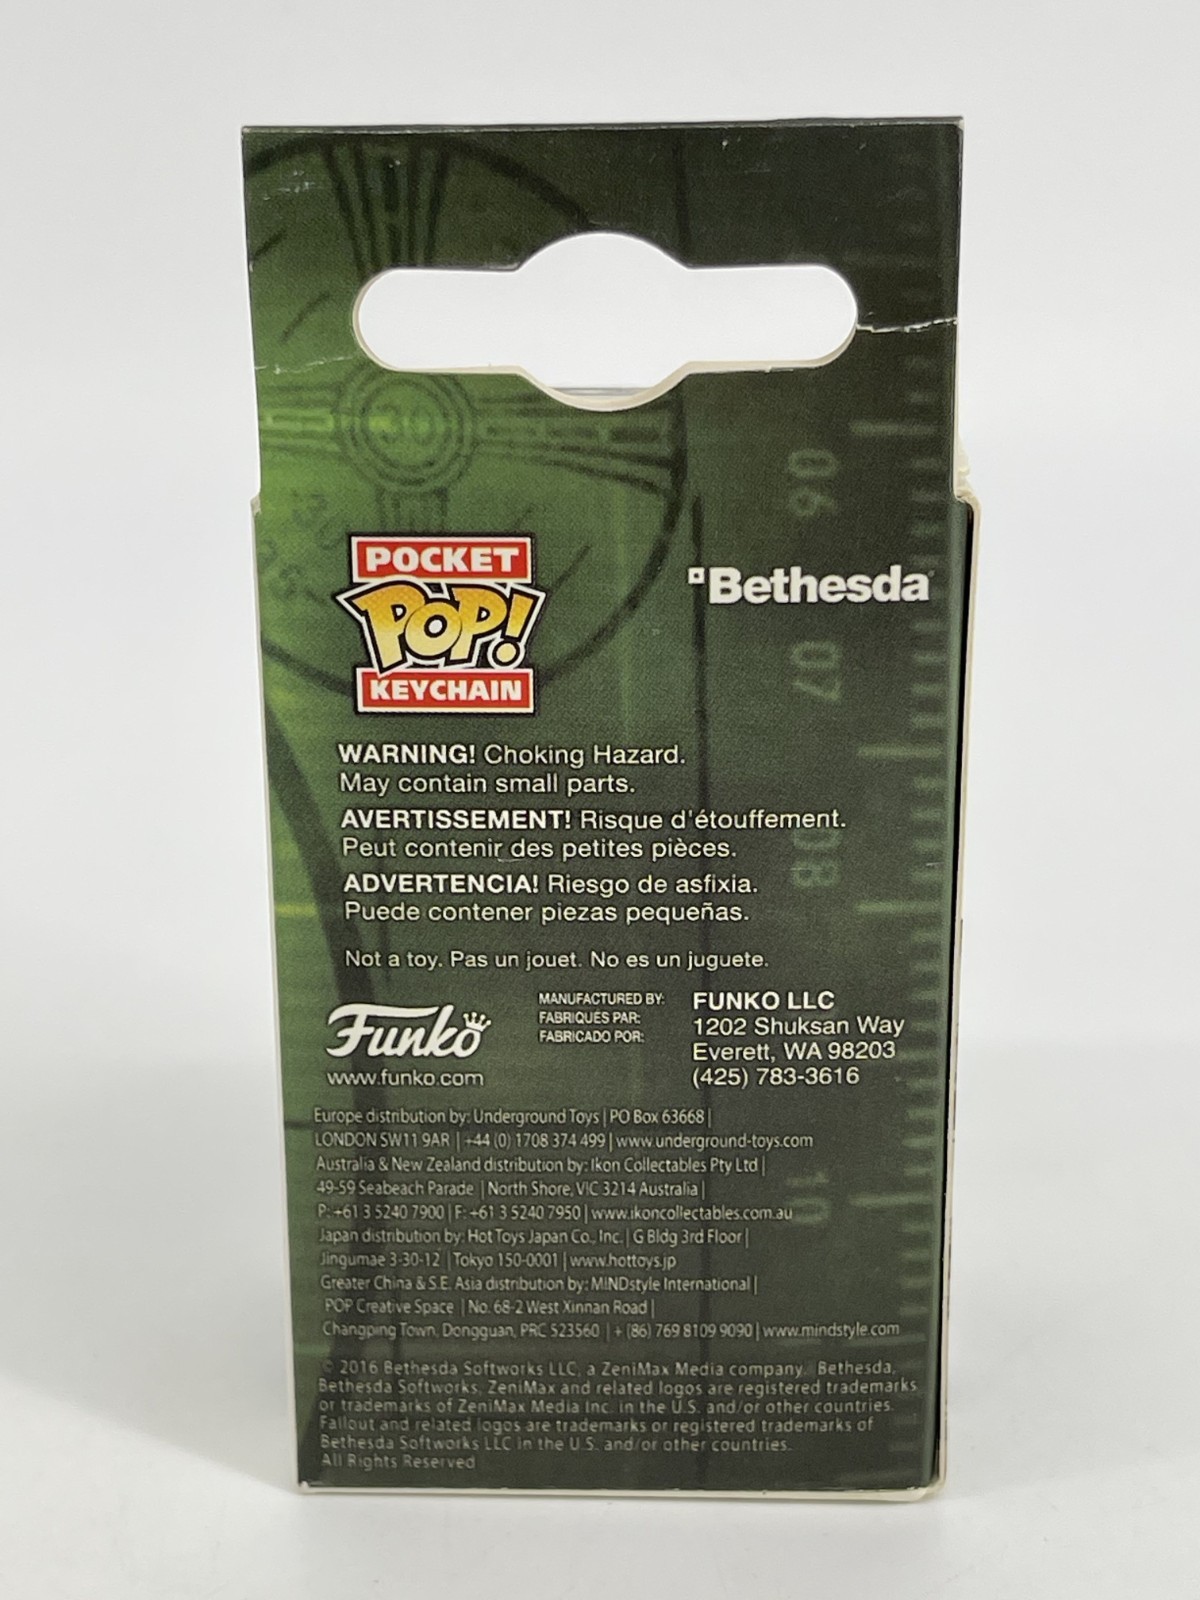 30
06
POCKET
POP!
KEYCHAIN
Bethesda
07
WARNING! Choking Hazard.
May contain small parts.
AVERTISSEMENT! Risque d'étouffement.
Peut contenir des petites pièces.
08
ADVERTENCIA! Riesgo de asfixia.
Puede contener piezas pequeñas.
Not a toy. Pas un jouet. No es un juguete.
Funko
www.funko.com
MANUFACTURED BY:
FABRIQUÉS PAR:
FABRICADO POR:
FUNKO LLC
1202 Shuksan Way
Everett, WA 98203
(425) 783-3616
Europe distribution by: Underground Toys | PO Box 63668 |
LONDON SW11 9AR | +44 (0) 1708 374 499 | www.underground-toys.com
Australia & New Zealand distribution by: Ikon Collectables Pty Ltd |
49-59 Seabeach Parade | North Shore, VIC 3214 Australia |
P: +61 3 5240 7900 | F: +61 3 5240 7950 | www.ikoncollectables.com.au
10
Japan distribution by: Hot Toys Japan Co., Inc. | G Bldg 3rd Floor |
Jingumae 3-30-12 | Tokyo 150-0001 | www.hottoys.jp
Greater China & S.E. Asia distribution by: MINDstyle International |
POP Creative Space | No. 68-2 West Xinnan Road |
Changping Town, Dongguan, PRC 523560 | + (86) 769 8109 9090 | www.mindstyle.com
© 2016 Bethesda Softworks LLC, a ZeniMax Media company. Bethesda,
Bethesda Softworks, ZeniMax and related logos are registered trademarks
or trademarks of ZeniMax Media Inc. in the U.S. and/or other countries.
Fallout and related logos are trademarks or registered trademarks of
Bethesda Softworks LLC in the U.S. and/or other countries.
All Rights Reserved